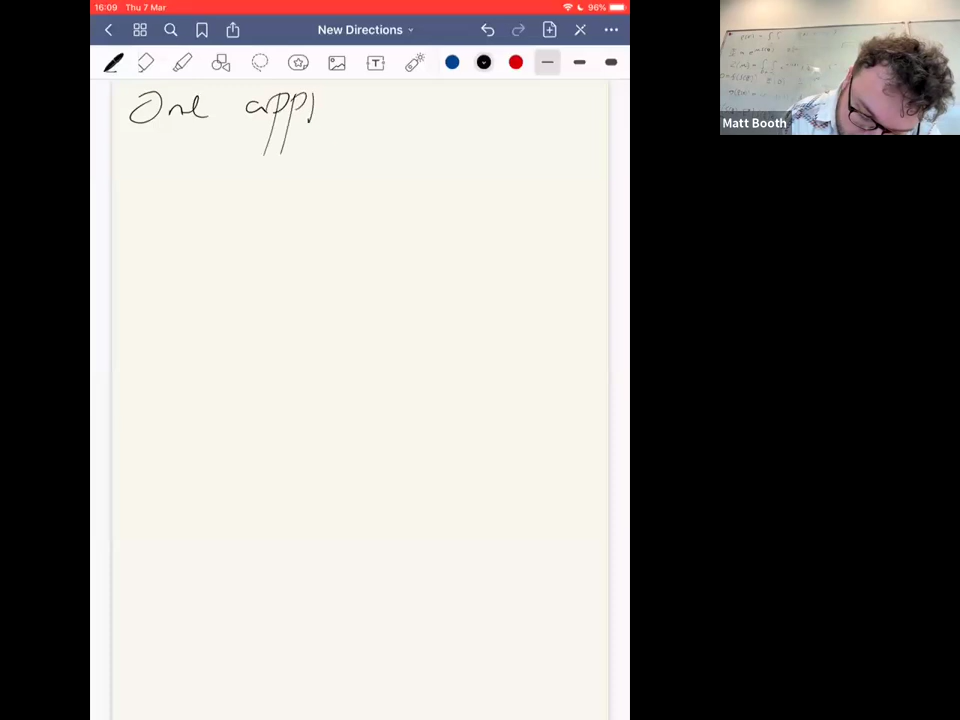 16:09 Thu 7 Mar 96%
New Directions
One appl
Matt Booth